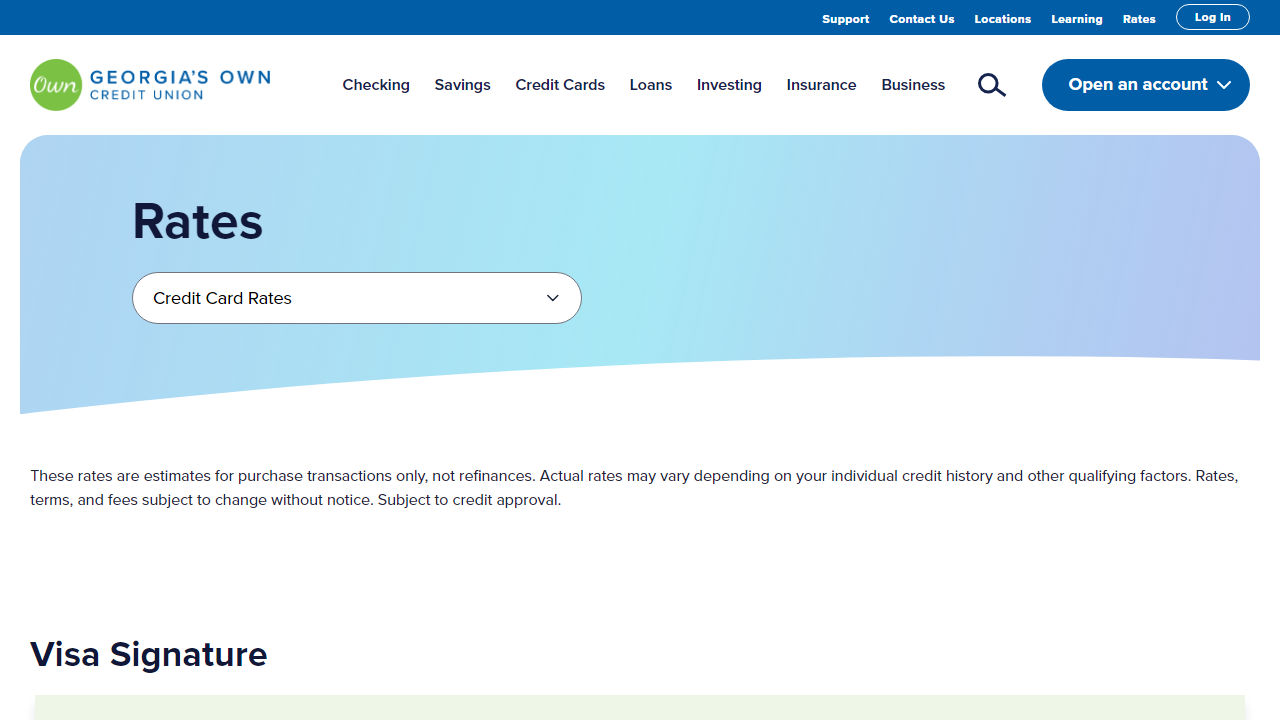 Support Contact Us Locations Learning Rates Log In
Own GEORGIA'S OWN
CREDIT UNION
Checking Savings Credit Cards Loans Investing Insurance Business Open an account
Rates
Credit Card Rates
These rates are estimates for purchase transactions only, not refinances. Actual rates may vary depending on your individual credit history and other qualifying factors. Rates,
terms, and fees subject to change without notice. Subject to credit approval.
Visa Signature